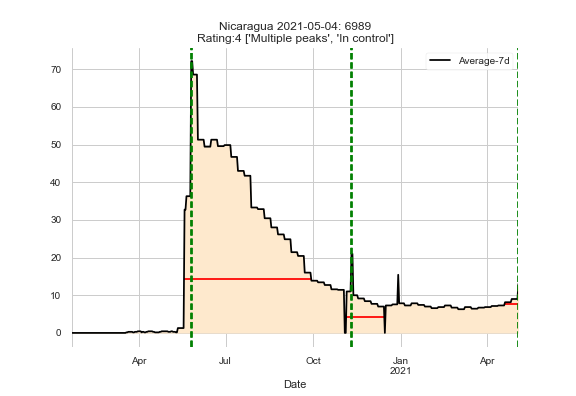 Nicaragua 2021-05-04: 6989
Rating:4 ['Multiple peaks', 'In control']
Average-7d
70
60
50
40
30
20
10
0
Apr Jul Oct Jan Apr
2021
Date